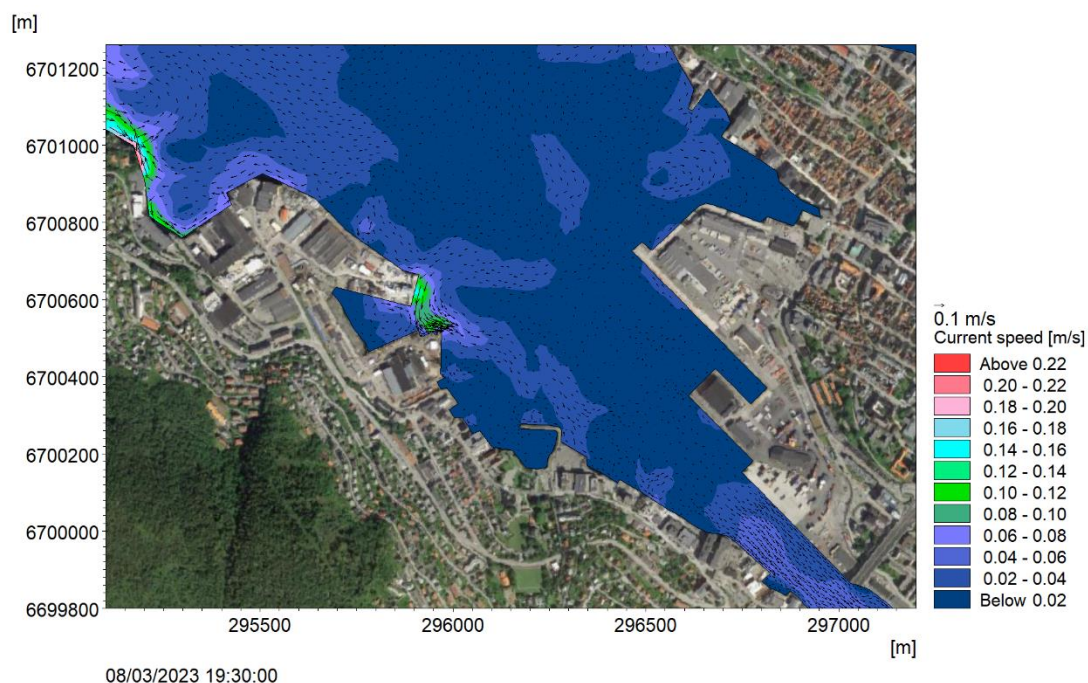 [m]
6701200
6701000
6700800
6700600
6700400
6700200
6700000
6699800
295500 296000 296500 297000
[m]
08/03/2023 19:30:00
0.1 m/s
Current speed [m/s]
Above 0.22
0.20 - 0.22
0.18 - 0.20
0.16 - 0.18
0.14 - 0.16
0.12 - 0.14
0.10 - 0.12
0.08 - 0.10
0.06 - 0.08
0.04 - 0.06
0.02 - 0.04
Below 0.02